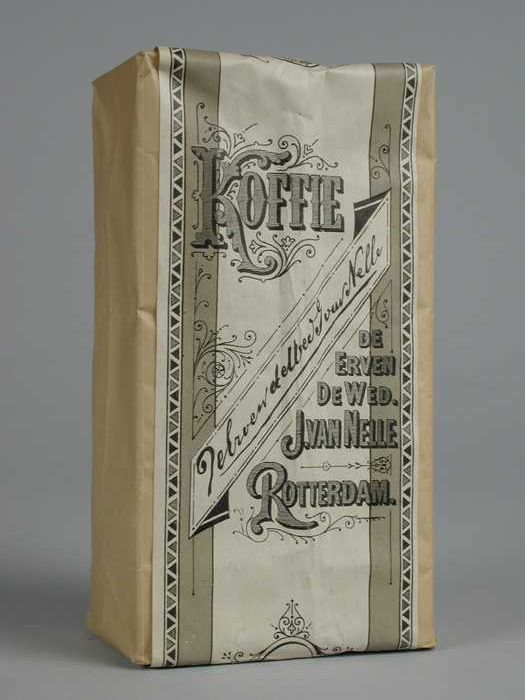 KOFFIE
De Erven de Wed J van Nelle
DE
ERVEN
DE WED.
J. VAN NELLE
ROTTERDAM.